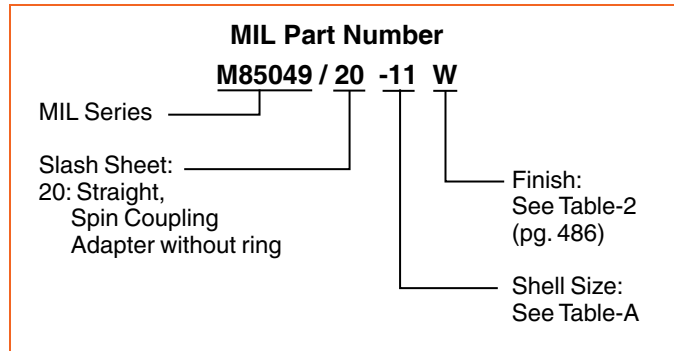 MIL Part Number
M85049 / 20 -11 W
MIL Series
Slash Sheet:
20: Straight,
Spin Coupling
Adapter without ring
Finish:
See Table-2
(pg. 486)
Shell Size:
See Table-A